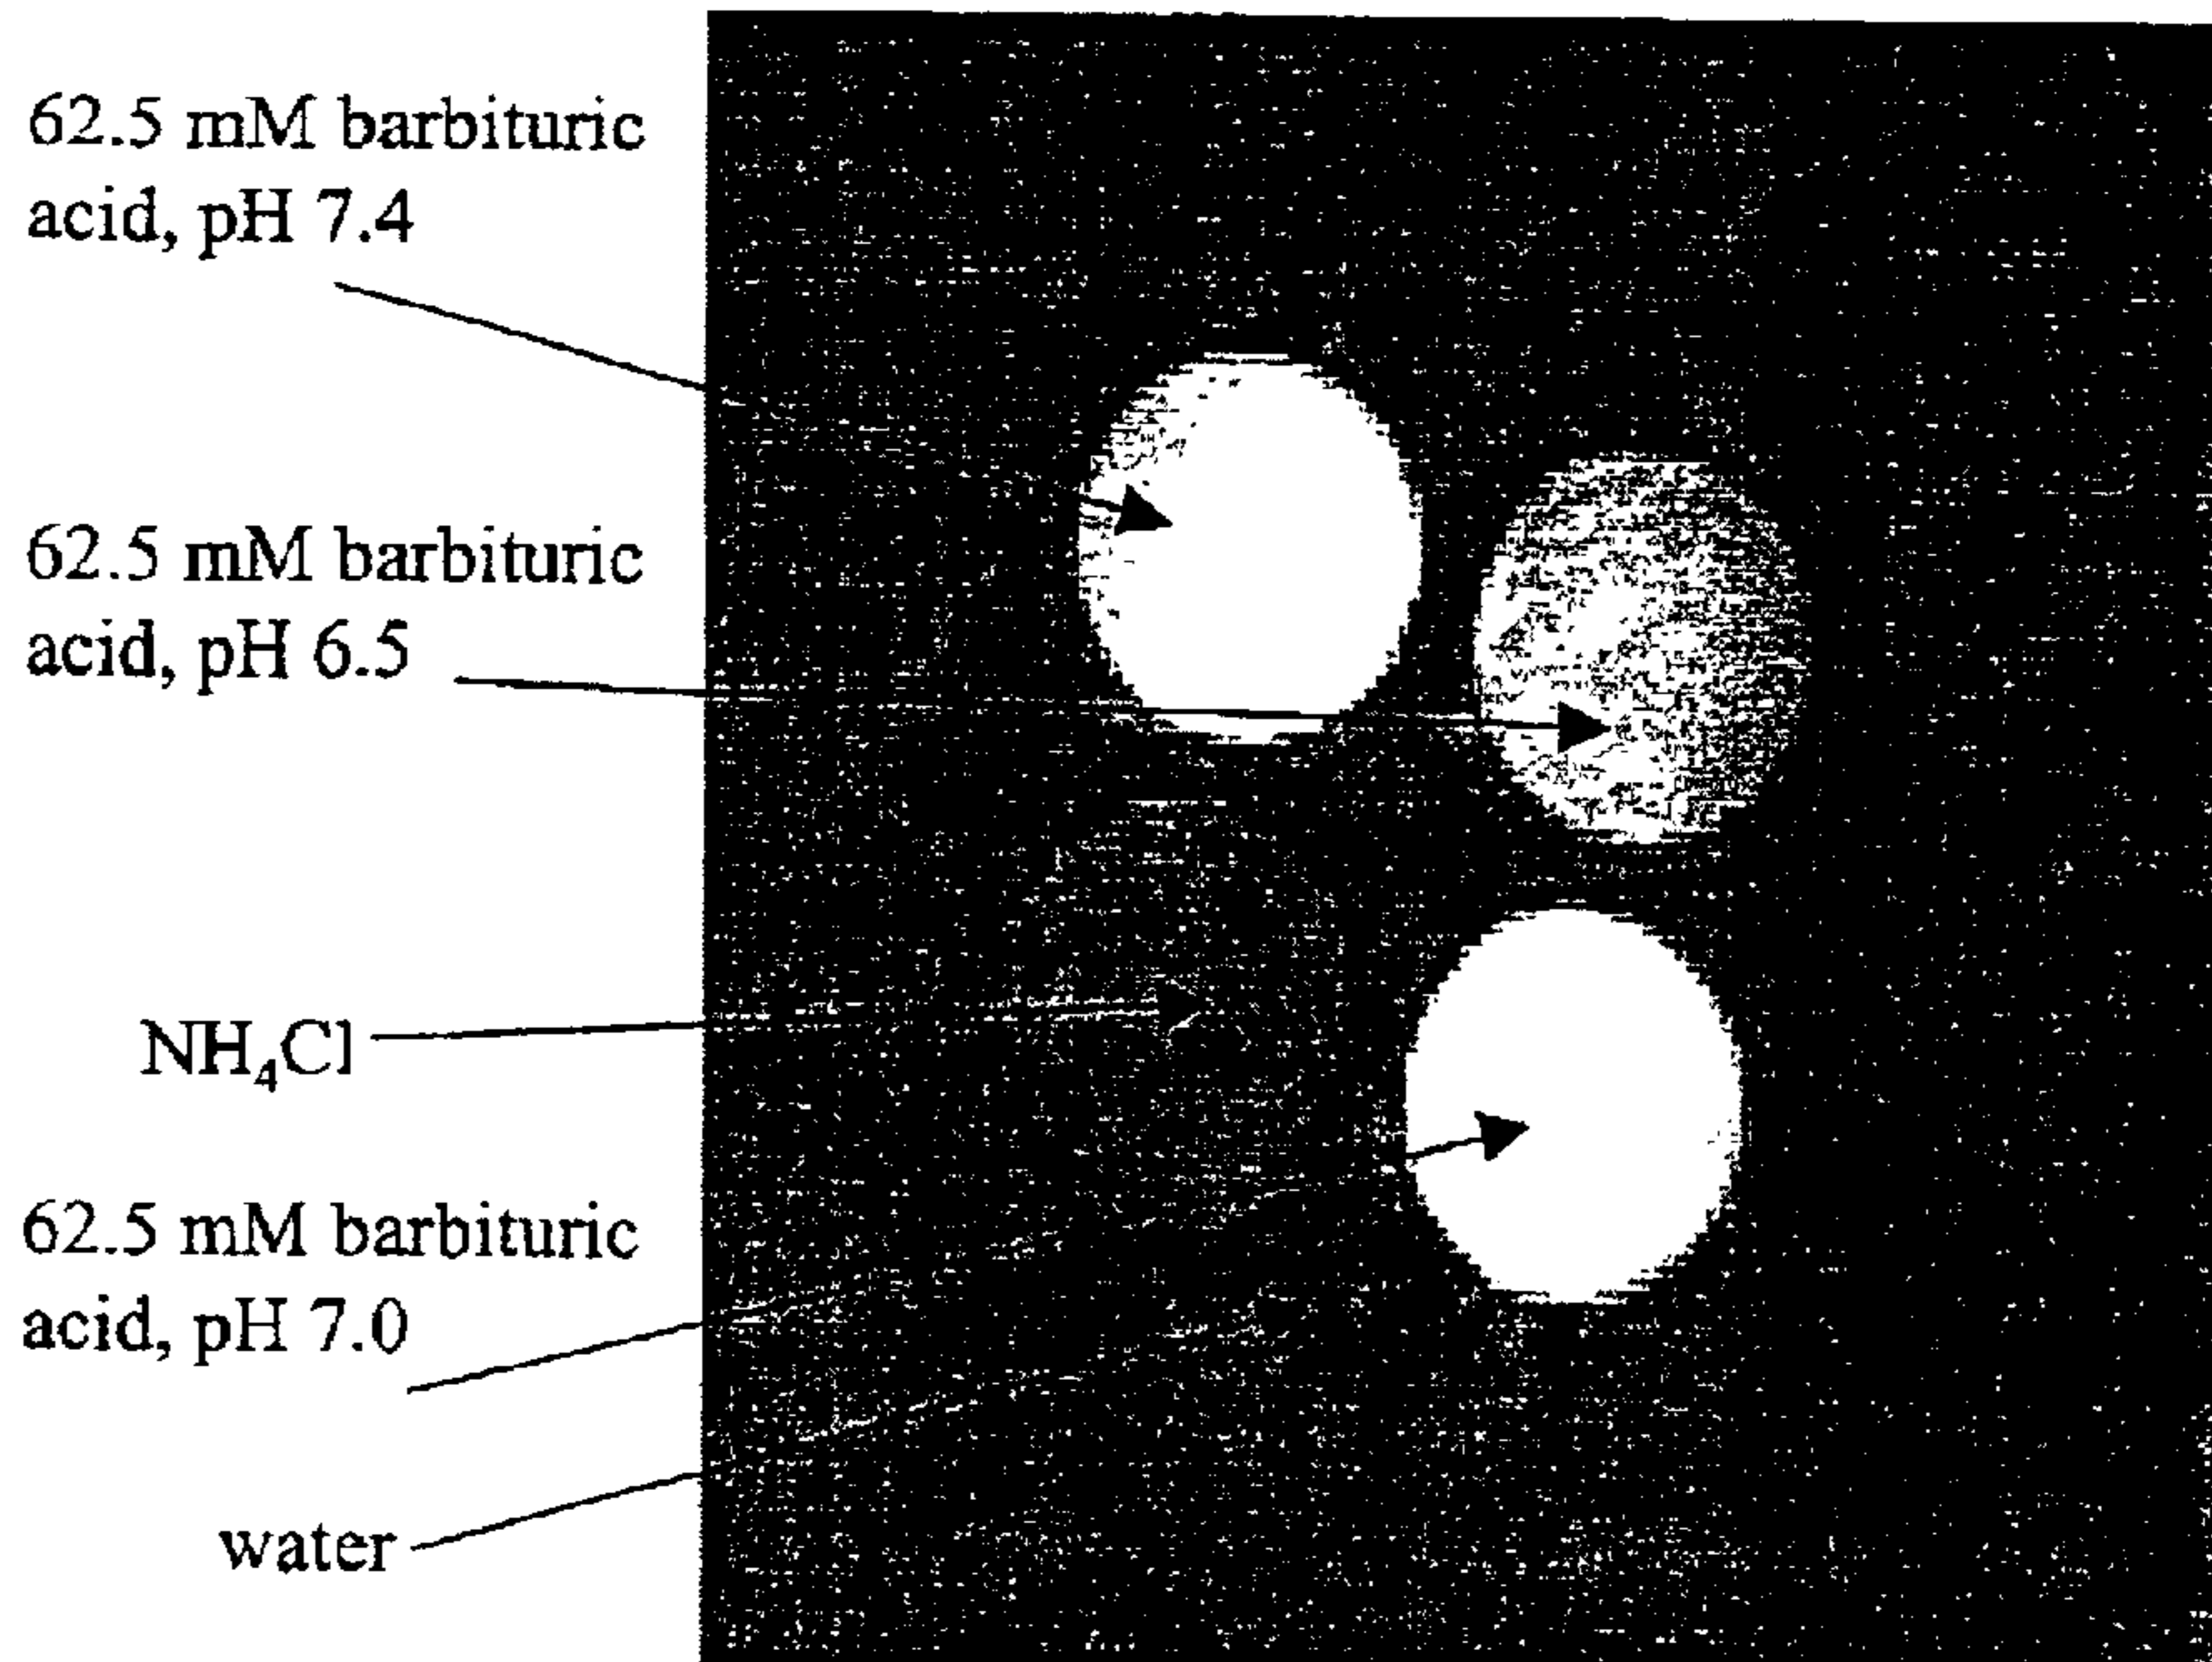 62.5 mM barbituric
acid, pH 7.4
62.5 mM barbituric
acid, pH 6.5
NH₄Cl
62.5 mM barbituric
acid, pH 7.0
water